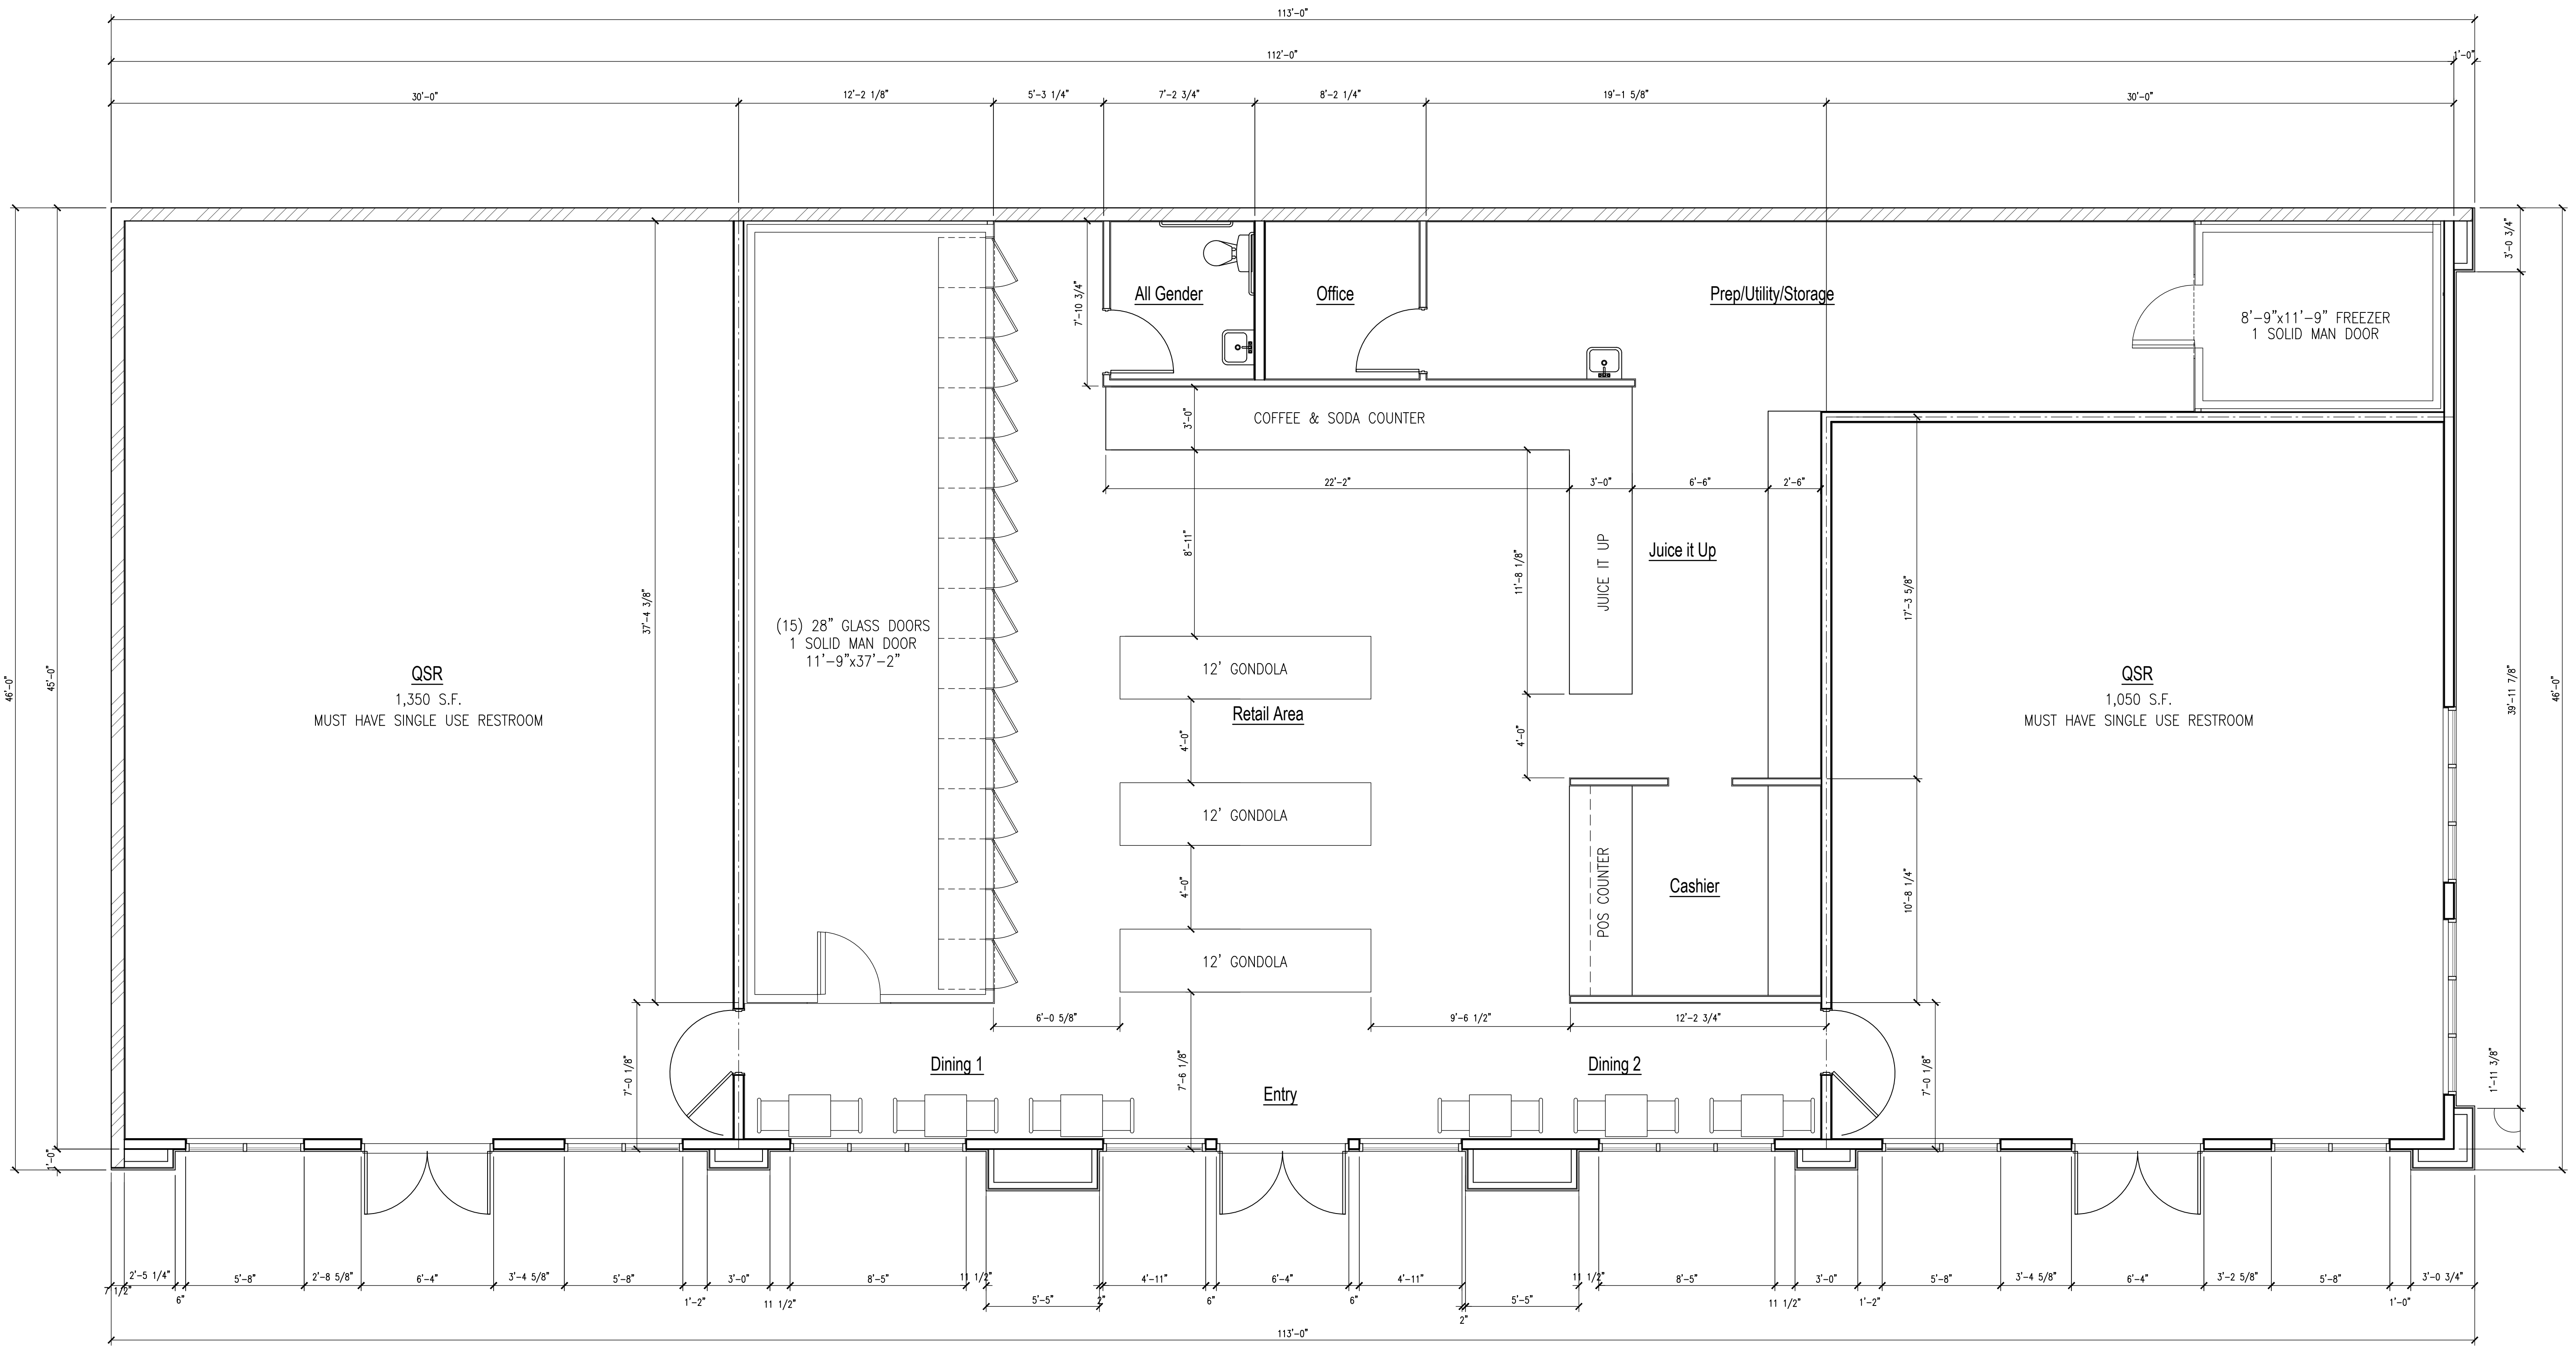 113'-0"
112'-0"
1'-0"
30'-0"
12'-2 1/8"
5'-3 1/4"
7'-2 3/4"
8'-2 1/4"
19'-1 5/8"
30'-0"
46'-0"
45'-0"
1'-0"
37'-4 3/8"
7'-0 1/8"
QSR
1,350 S.F.
MUST HAVE SINGLE USE RESTROOM
(15) 28" GLASS DOORS
1 SOLID MAN DOOR
11'-9"x37'-2"
7'-10 3/4"
All Gender
Office
Prep/Utility/Storage
8'-9"x11'-9" FREEZER
1 SOLID MAN DOOR
3'-0 3/4"
3'-0"
COFFEE & SODA COUNTER
22'-2"
3'-0"
6'-6"
2'-6"
8'-11"
11'-8 1/8"
JUICE IT UP
Juice it Up
17'-3 5/8"
12' GONDOLA
Retail Area
4'-0"
4'-0"
12' GONDOLA
4'-0"
12' GONDOLA
POS COUNTER
Cashier
10'-8 1/4"
QSR
1,050 S.F.
MUST HAVE SINGLE USE RESTROOM
39'-11 7/8"
46'-0"
1'-11 3/8"
6'-0 5/8"
9'-6 1/2"
12'-2 3/4"
7'-6 1/8"
7'-0 1/8"
Dining 1
Entry
Dining 2
7 1/2"
2'-5 1/4"
6"
5'-8"
2'-8 5/8"
6'-4"
3'-4 5/8"
5'-8"
1'-2"
3'-0"
11 1/2"
8'-5"
11 1/2"
5'-5"
2"
4'-11"
6"
6'-4"
6"
4'-11"
2"
5'-5"
11 1/2"
8'-5"
11 1/2"
3'-0"
1'-2"
5'-8"
3'-4 5/8"
6'-4"
3'-2 5/8"
5'-8"
1'-0"
3'-0 3/4"
113'-0"